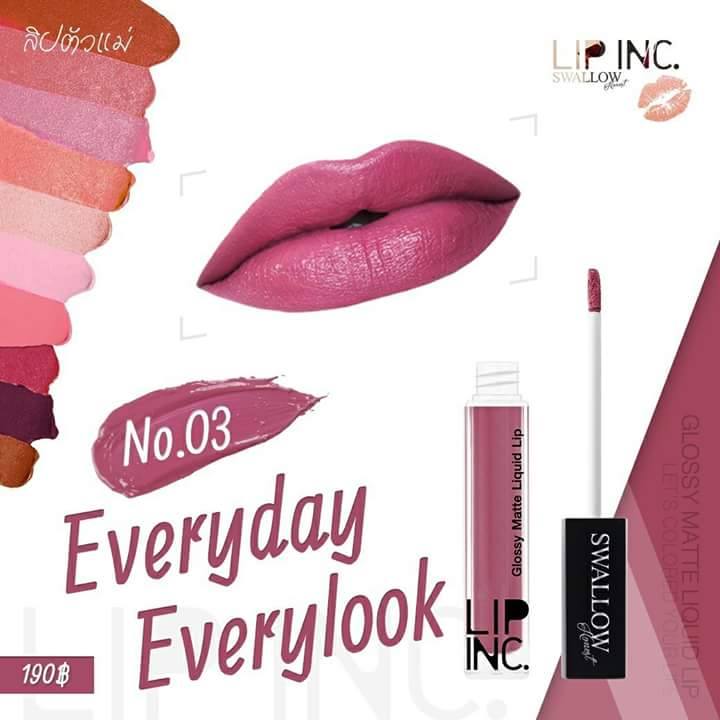 ลิปตัวแม่
LIP INC.
SWALLOW
No.03
Everyday
Everylook
190฿
Glossy Matte Liquid Lip
LIP
INC.
SWALLOW
GLOSSY MATTE LIQUID LIP
LIP INC.